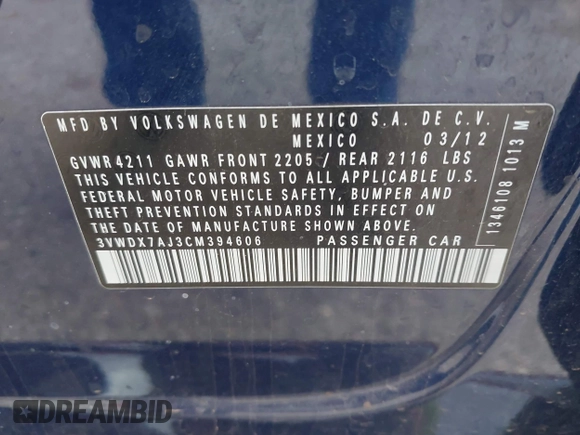 MFD BY VOLKSWAGEN DE MEXICO S.A. DE C.V.
MEXICO 03/12
GVWR 4211 GAWR FRONT 2205 / REAR 2116 LBS
THIS VEHICLE CONFORMS TO ALL APPLICABLE U.S.
FEDERAL MOTOR VEHICLE SAFETY, BUMPER AND
THEFT PREVENTION STANDARDS IN EFFECT ON
THE DATE OF MANUFACTURE SHOWN ABOVE.
3VWDX7AJ3CM394606 PASSENGER CAR
1346108 1013 M
DREAMBID